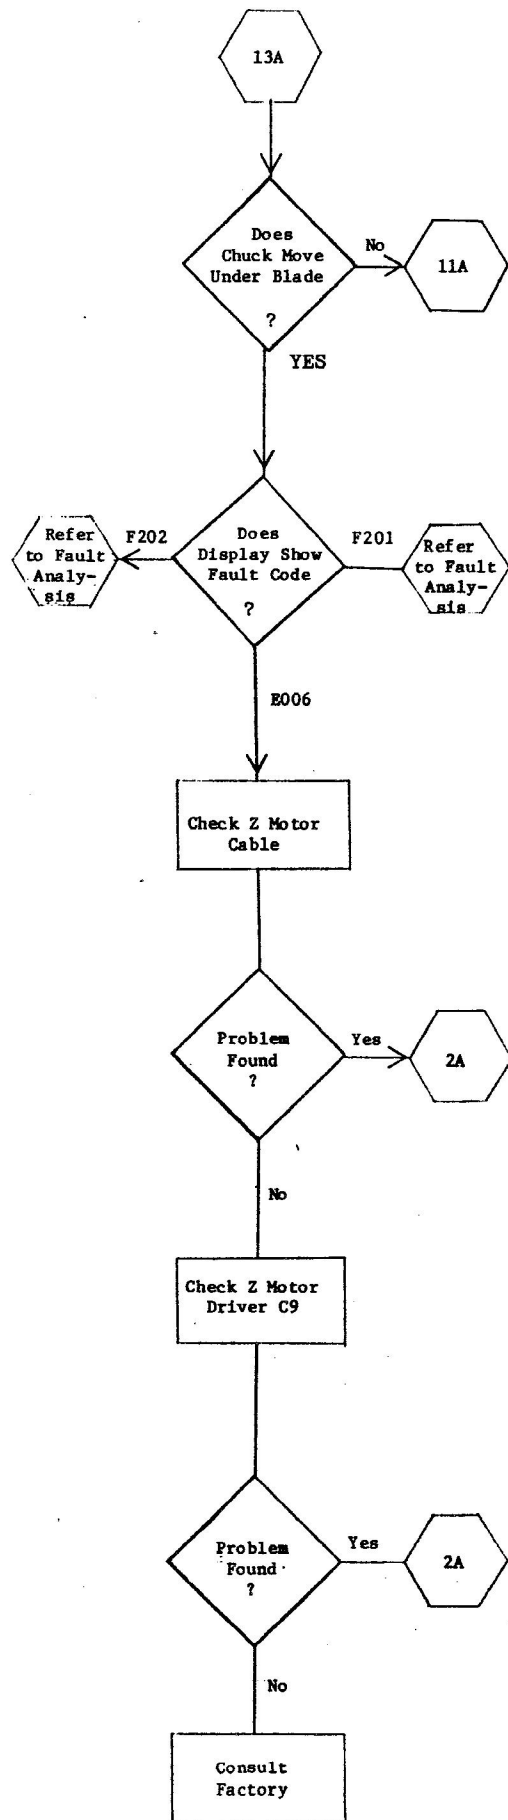 13A
Does
Chuck Move
Under Blade
?
No
11A
YES
Refer
to Fault
Analy-
sis
F202
Does
Display Show
Fault Code
?
F201
Refer
to Fault
Analy-
sis
E006
Check Z Motor
Cable
Problem
Found
?
Yes
2A
No
Check Z Motor
Driver C9
Problem
Found
?
Yes
2A
No
Consult
Factory